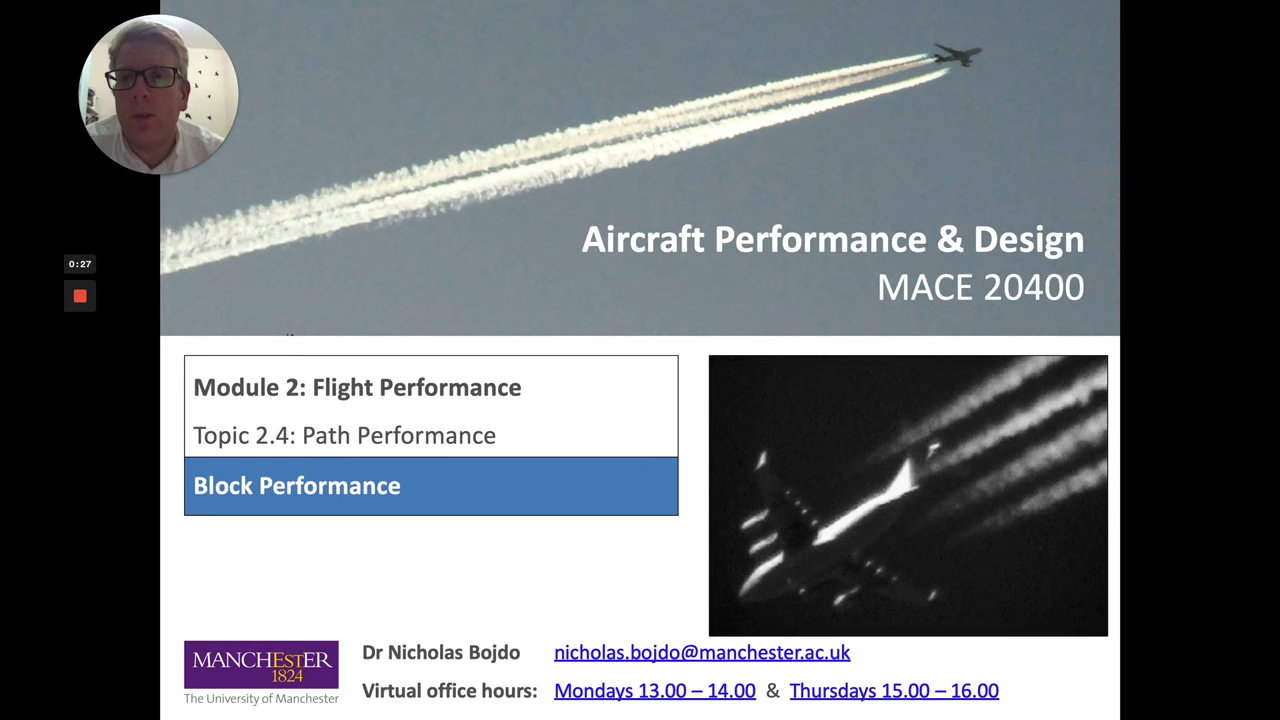 0:27
Aircraft Performance & Design
MACE 20400
Module 2: Flight Performance
Topic 2.4: Path Performance
Block Performance
MANCHESTER
1824
The University of Manchester
Dr Nicholas Bojdo nicholas.bojdo@manchester.ac.uk
Virtual office hours: Mondays 13.00 – 14.00 & Thursdays 15.00 – 16.00